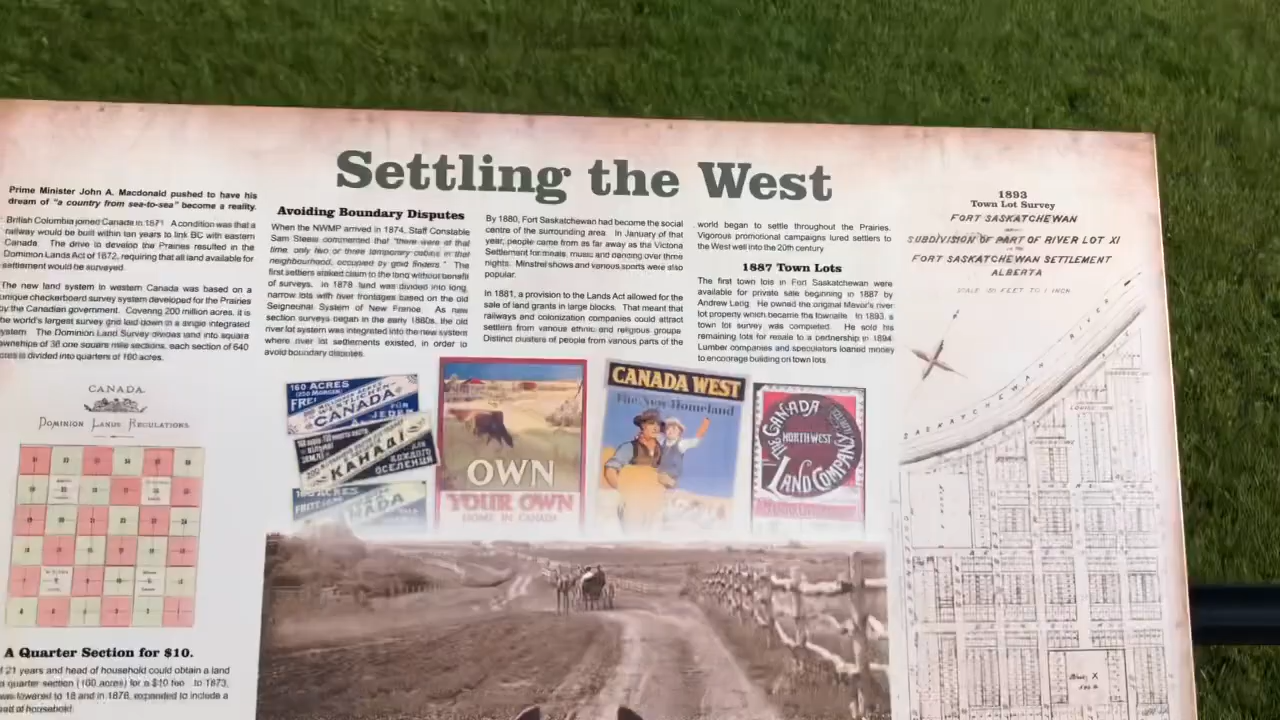 Settling the West
Prime Minister John A. Macdonald pushed to have his
dream of "a country from sea-to-sea" become a reality.
British Columbia joined Canada in 1871. A condition was that a
railway would be built within ten years to link BC with eastern
Canada. The drive to develop the Prairies resulted in the
Dominion Lands Act of 1872, requiring that all land available for
settlement would be surveyed.
The new land system in western Canada was based on a
unique checkerboard survey system developed for the Prairies
by the Canadian government. Covering 200 million acres, it is
the world's largest survey grid laid down in a single integrated
system. The Dominion Land Survey divides land into square
townships of 36 one square mile sections, each section of 640
acres is divided into quarters of 160 acres.
CANADA.
DOMINION LANDS REGULATIONS
A Quarter Section for $10.
21 years and head of household could obtain a land
quarter section (160 acres) for a $10 fee
to 1873,
was lowered to 18 and in 1876, expanded to include a
head of household.
Avoiding Boundary Disputes
When the NWMP arrived in 1874, Staff Constable
Sam Steele commented that "there were at that
time, only two or three temporary cabins in the
neighbourhood, occupied by gold finders." The
first settlers staked claim to the land without benefit
of surveys. In 1878 land was divided into long,
narrow lots with river frontages based on the old
Seigneurial System of New France. As new
section surveys began in the early 1880s, the old
river lot system was integrated into the new system
where river lot settlements existed, in order to
avoid boundary disputes.
By 1880, Fort Saskatchewan had become the social
centre of the surrounding area. In January of that
year, people came from as far away as the Victoria
Settlement for meals, music and dancing over three
nights. Minstrel shows and various sports were also
popular.
In 1881, a provision to the Lands Act allowed for the
sale of land grants in large blocks. That meant that
railways and colonization companies could attract
settlers from various ethnic and religious groups.
Distinct clusters of people from various parts of the
world began to settle throughout the Prairies.
Vigorous promotional campaigns lured settlers to
the West well into the 20th century.
1887 Town Lots
The first town lots in Fort Saskatchewan were
available for private sale beginning in 1887 by
Andrew Lang. He owned the original Mavor's river
lot property which became the townsite. In 1893, a
town lot survey was completed. He sold his
remaining lots for resale to a partnership in 1894.
Lumber companies and speculators loaned money
to encourage building on town lots.
160 ACRES
FREE
CANADA
FÜR
JEDEN
КАНАДА
КАЖДАГО
ПОСЕЛЕНЦА
OWN
YOUR OWN
HOME IN CANADA
CANADA WEST
The New Homeland
THE CANADA
NORTHWEST
LAND COMPANY
1893
Town Lot Survey
FORT SASKATCHEWAN
SUBDIVISION OF PART OF RIVER LOT XI
FORT SASKATCHEWAN SETTLEMENT
ALBERTA
SASKATCHEWAN RIVER